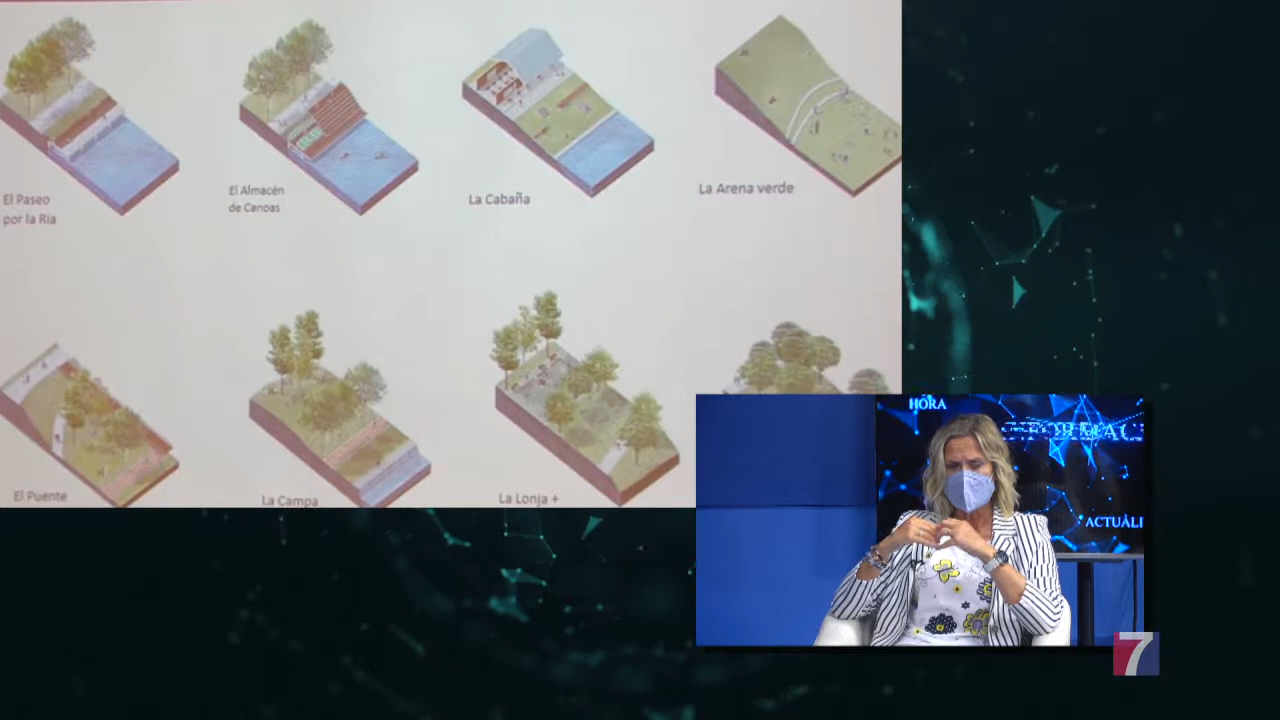 El Paseo
por la Ria
El Almacén
de Canoas
La Cabaña
La Arena verde
El Puente
La Campa
La Lonja +
HORA
ACTUALI
7